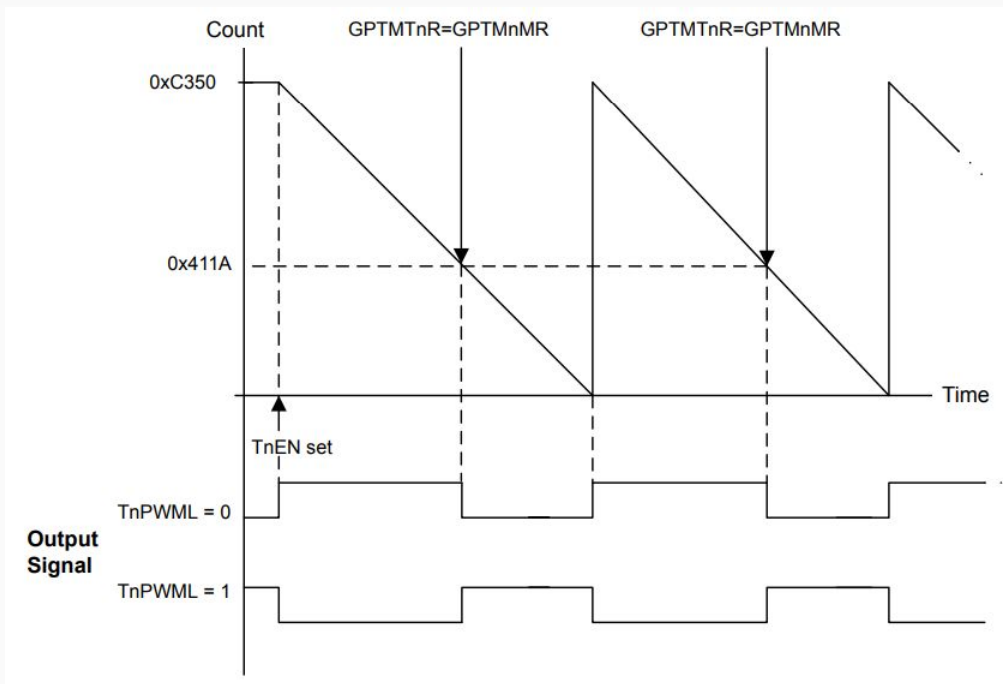 Count
GPTMTnR=GPTMnMR
GPTMTnR=GPTMnMR
0xC350
0x411A
Time
TnEN set
TnPWML = 0
Output
Signal
TnPWML = 1